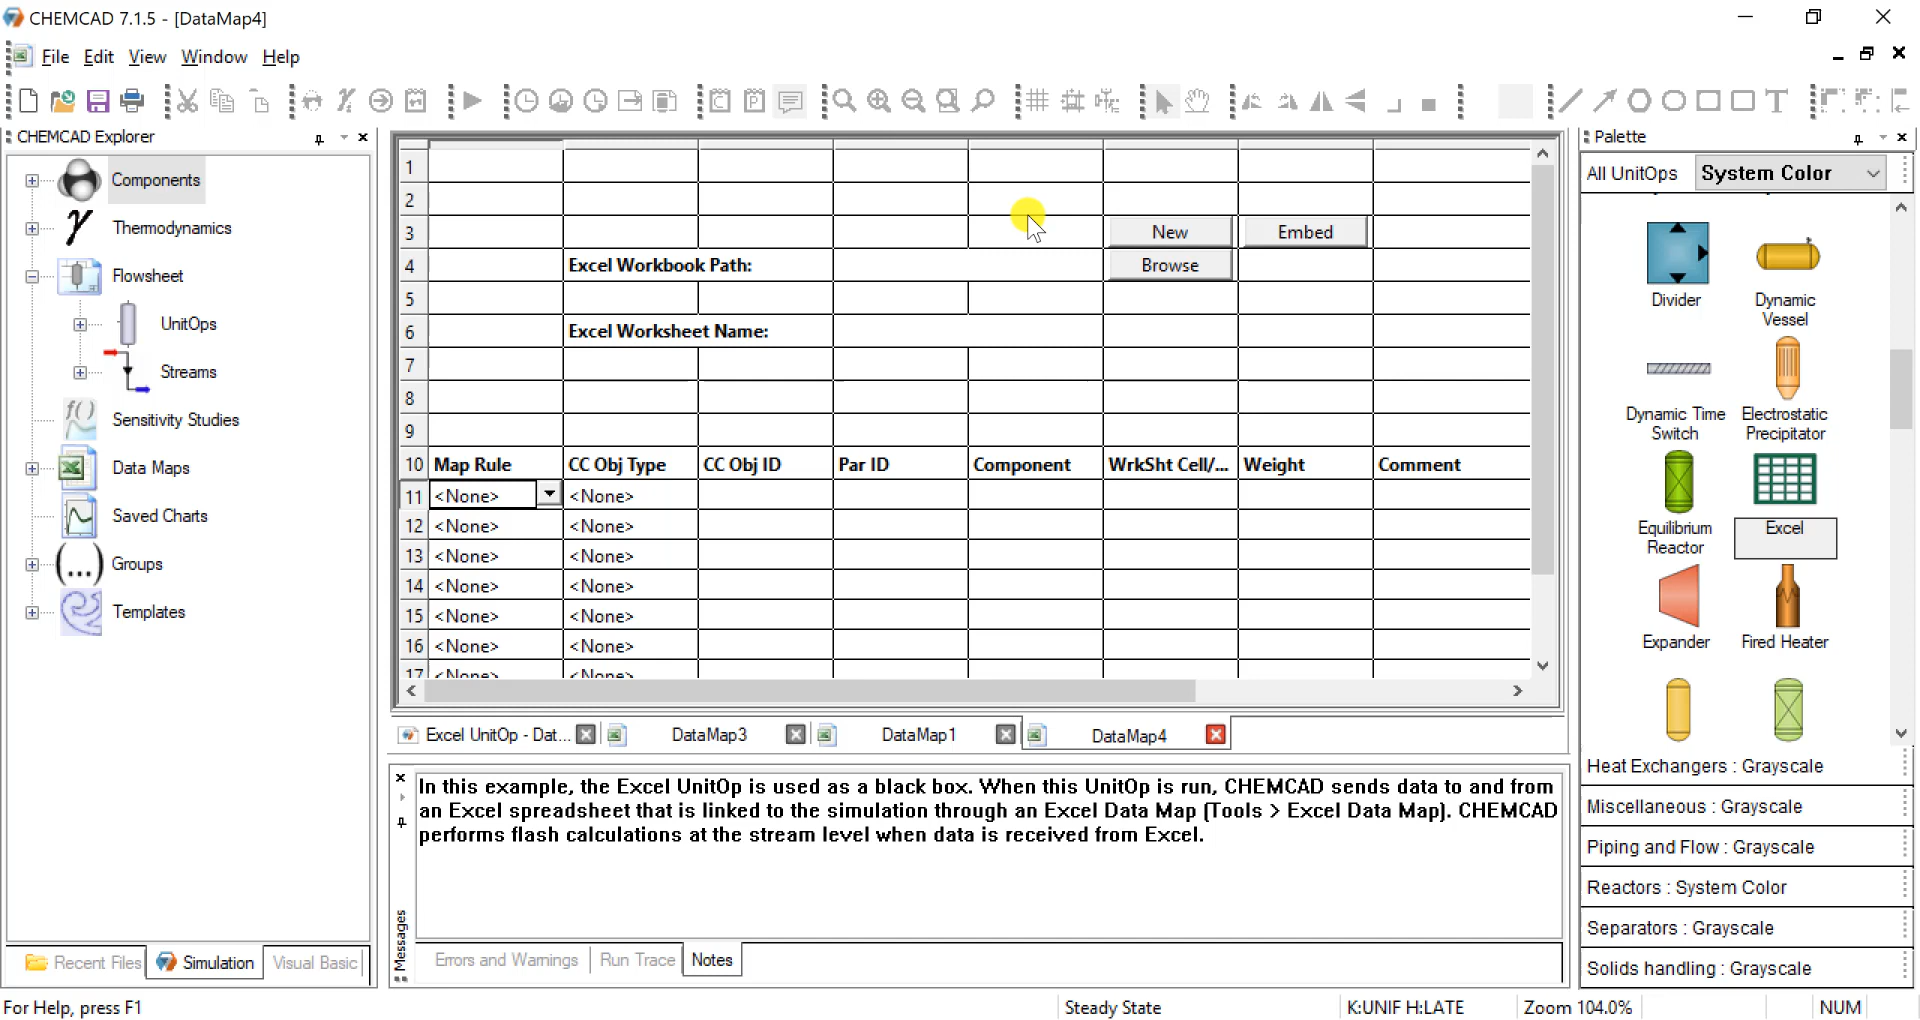 CHEMCAD 7.1.5 - [DataMap4]
File Edit View Window Help
CHEMCAD Explorer
Components
Thermodynamics
Flowsheet
UnitOps
Streams
Sensitivity Studies
Data Maps
Saved Charts
Groups
Templates
Recent Files Simulation Visual Basic
1
2
3 New Embed
4 Excel Workbook Path: Browse
5
6 Excel Worksheet Name:
7
8
9
10 Map Rule CC Obj Type CC Obj ID Par ID Component WrkSht Cell/... Weight Comment
11 <None> <None>
12 <None> <None>
13 <None> <None>
14 <None> <None>
15 <None> <None>
16 <None> <None>
17 <None> <None>
Excel UnitOp - Dat... DataMap3 DataMap1 DataMap4
In this example, the Excel UnitOp is used as a black box. When this UnitOp is run, CHEMCAD sends data to and from
an Excel spreadsheet that is linked to the simulation through an Excel Data Map (Tools > Excel Data Map). CHEMCAD
performs flash calculations at the stream level when data is received from Excel.
Messages
Errors and Warnings Run Trace Notes
Palette
All UnitOps System Color
Divider
Dynamic
Vessel
Dynamic Time
Switch
Electrostatic
Precipitator
Equilibrium
Reactor
Excel
Expander
Fired Heater
Heat Exchangers : Grayscale
Miscellaneous : Grayscale
Piping and Flow : Grayscale
Reactors : System Color
Separators : Grayscale
Solids handling : Grayscale
For Help, press F1 Steady State K:UNIF H:LATE Zoom 104.0% NUM